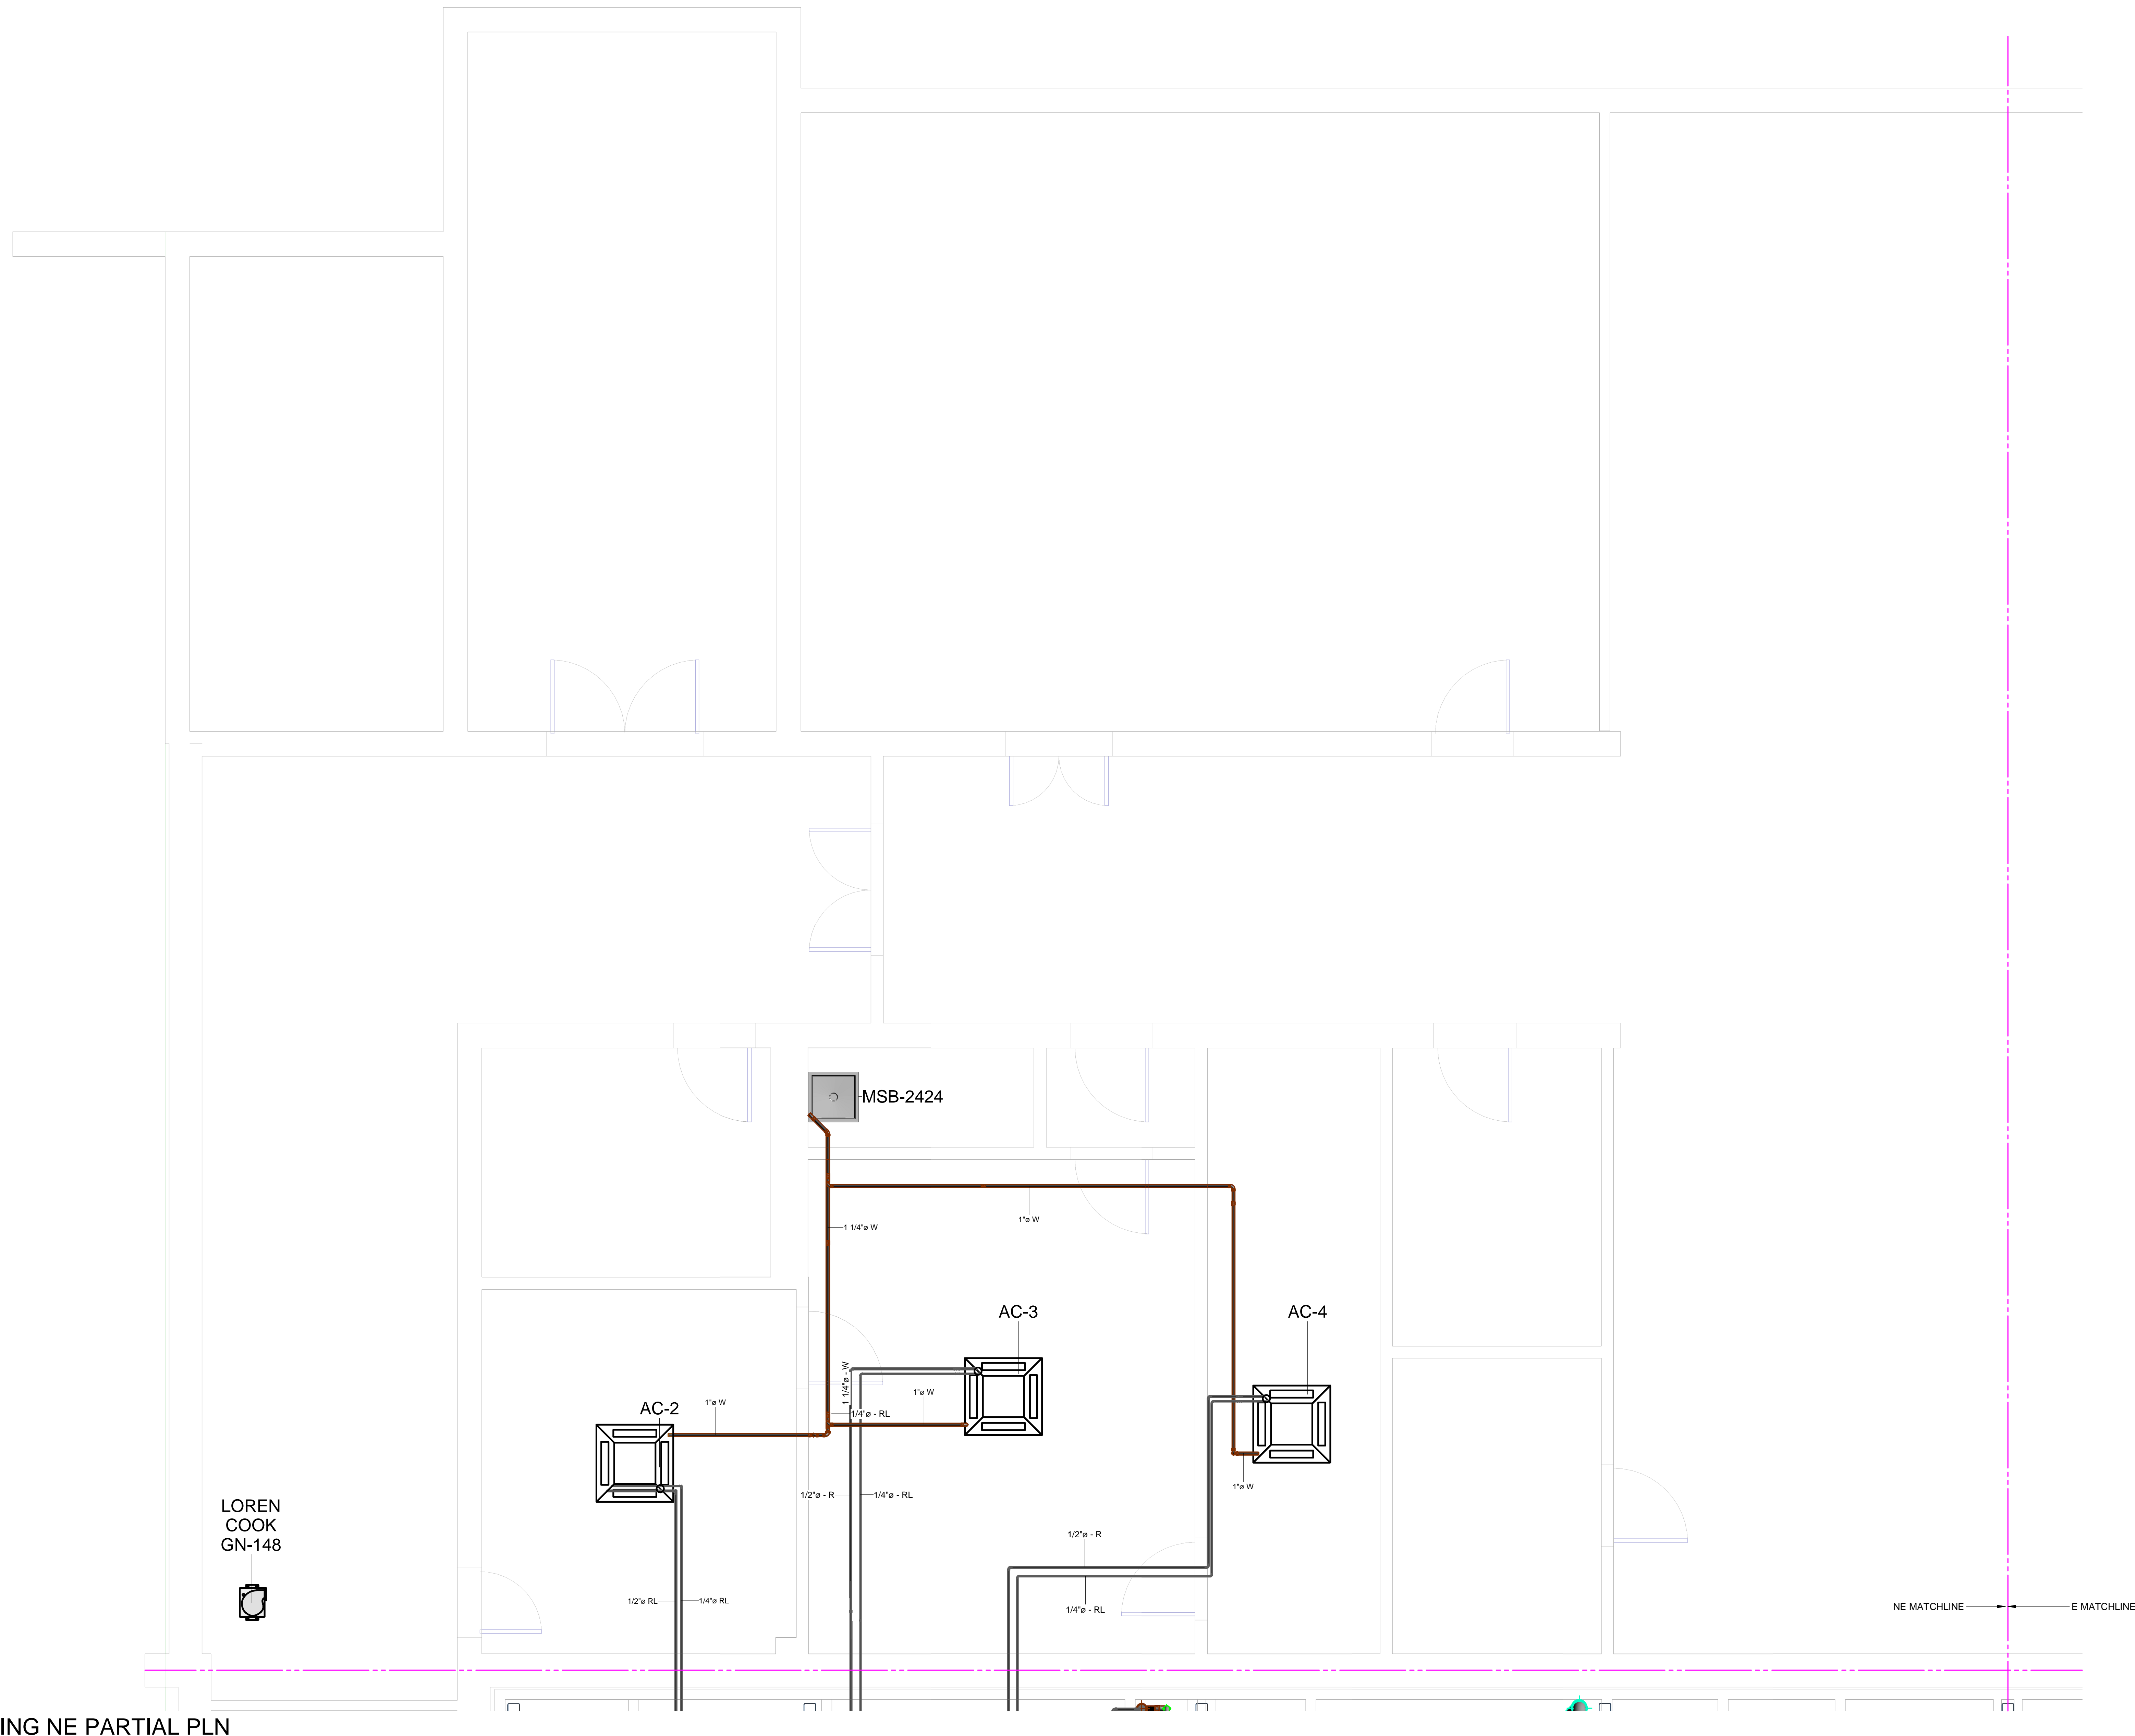 MSB-2424
1"ø W
1 1/4"ø W
AC-3
AC-4
1 1/4"ø - W
1"ø W
AC-2
1"ø W
1/4"ø - RL
1"ø W
1/2"ø - R
1/4"ø - RL
LOREN
COOK
GN-148
1/2"ø - R
1/2"ø RL
1/4"ø RL
1/4"ø - RL
NE MATCHLINE
E MATCHLINE
ING NE PARTIAL PLN